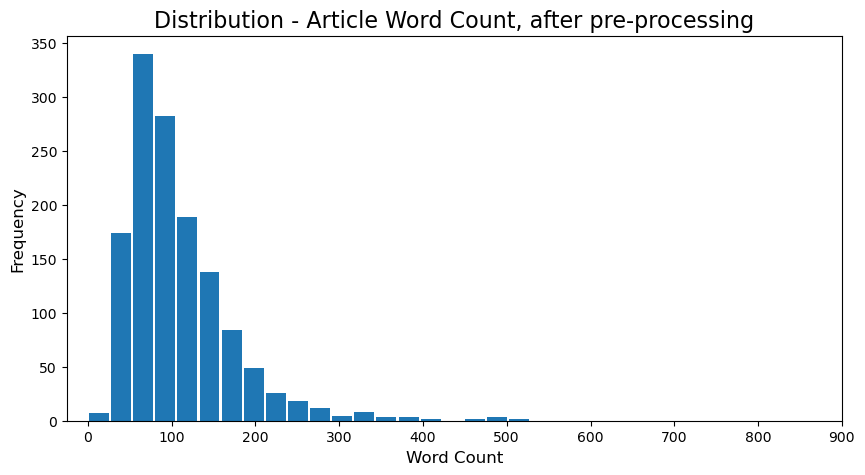 Distribution - Article Word Count, after pre-processing
350
300
250
200
150
100
50
0
Frequency
0 100 200 300 400 500 600 700 800 900
Word Count